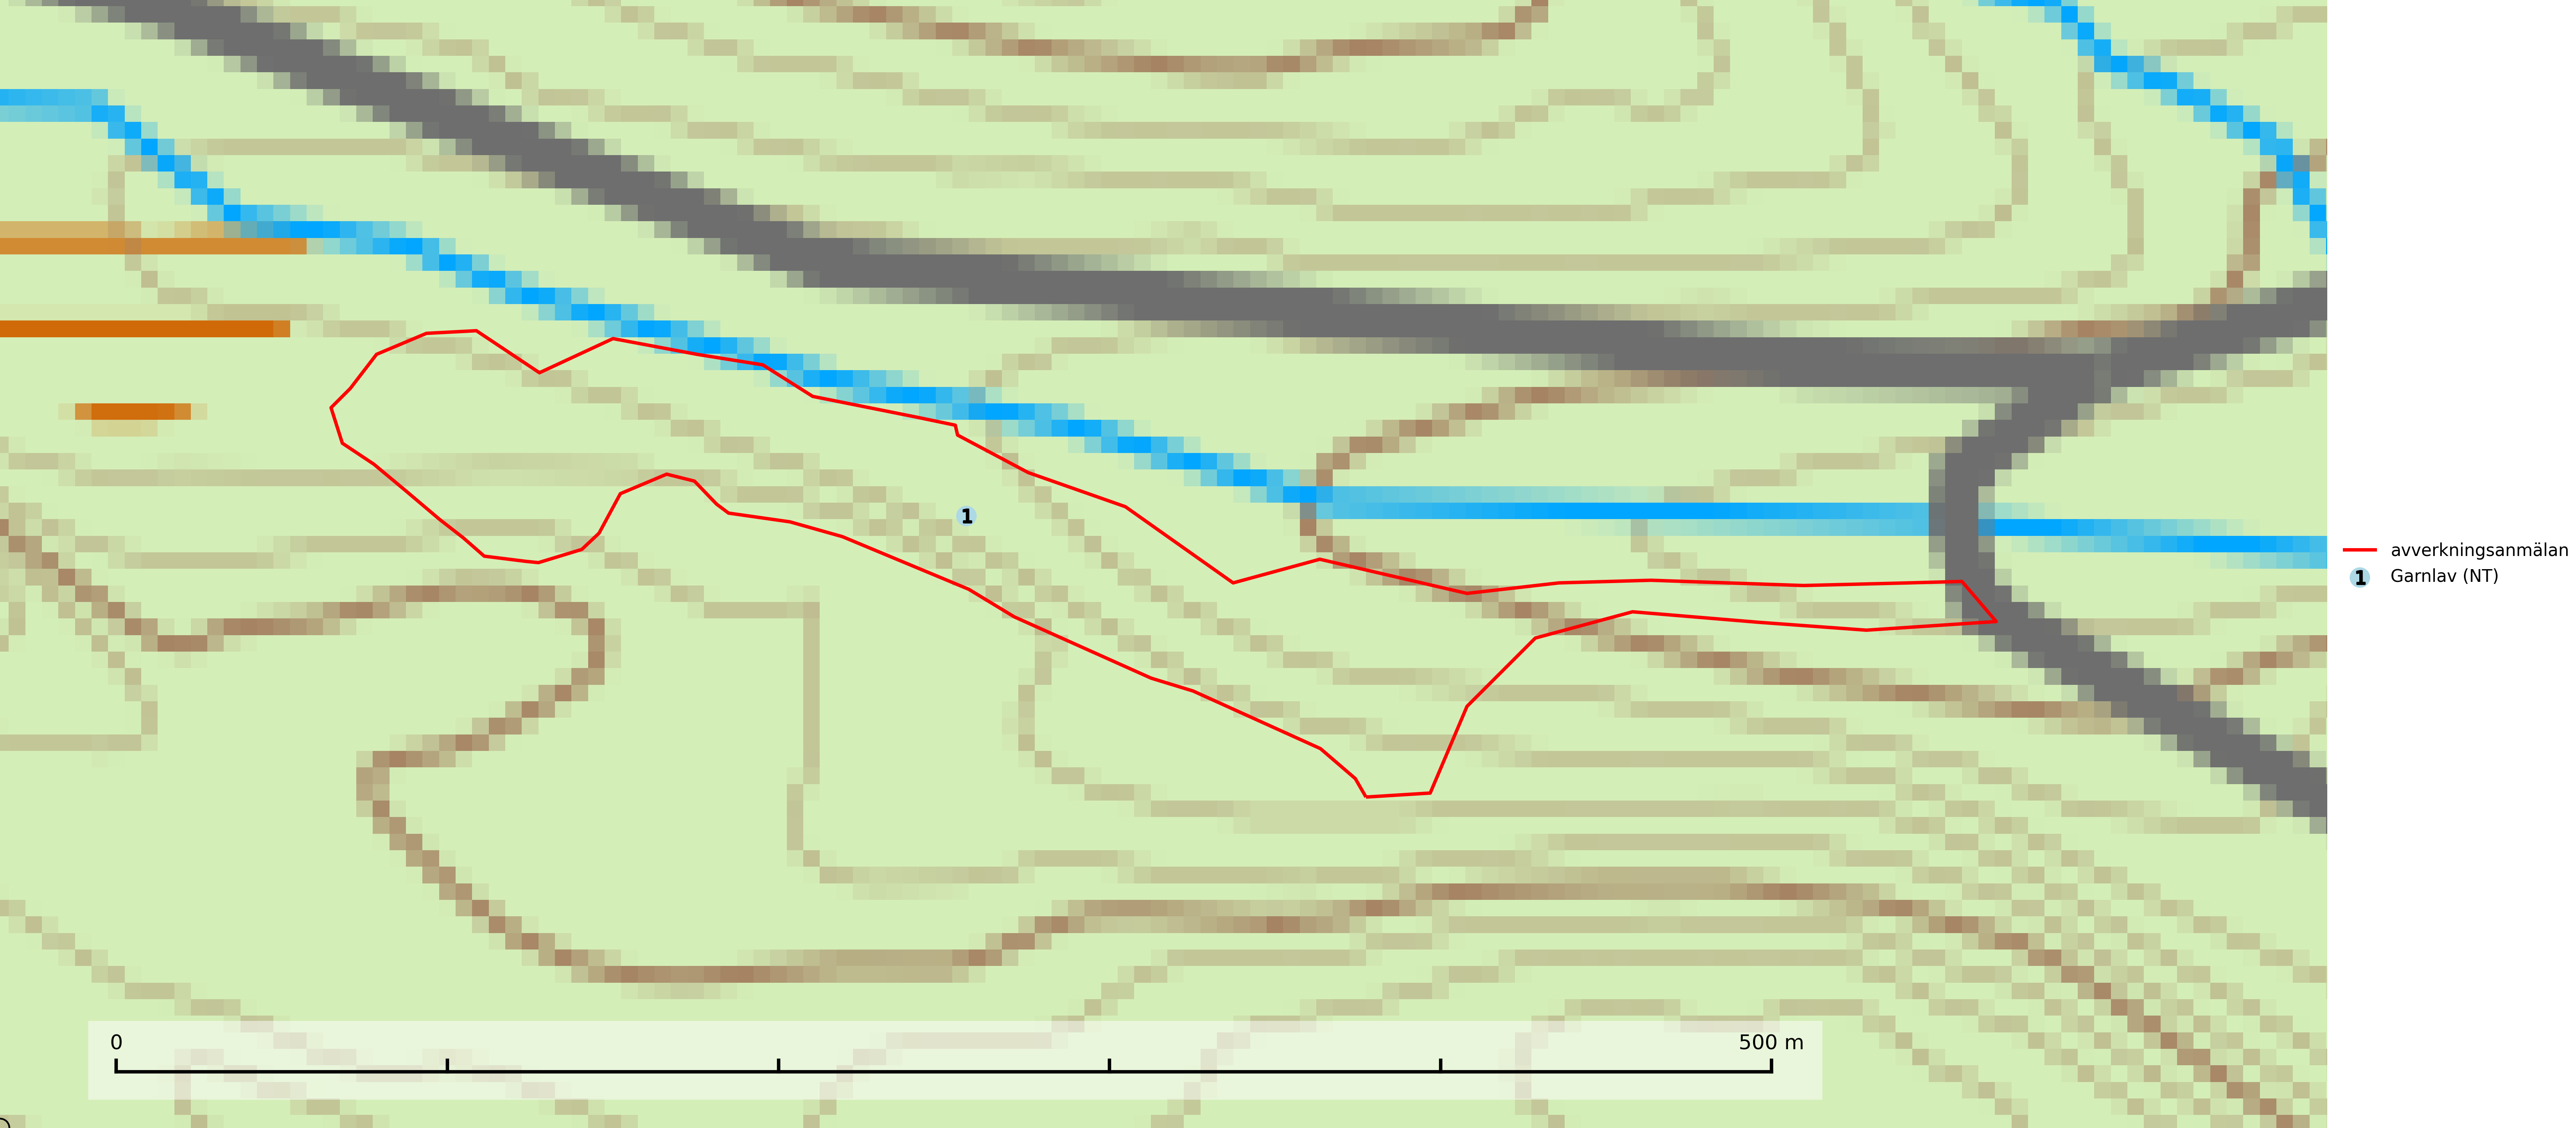 1
avverkningsanmälan
1 Garnlav (NT)
0 500 m